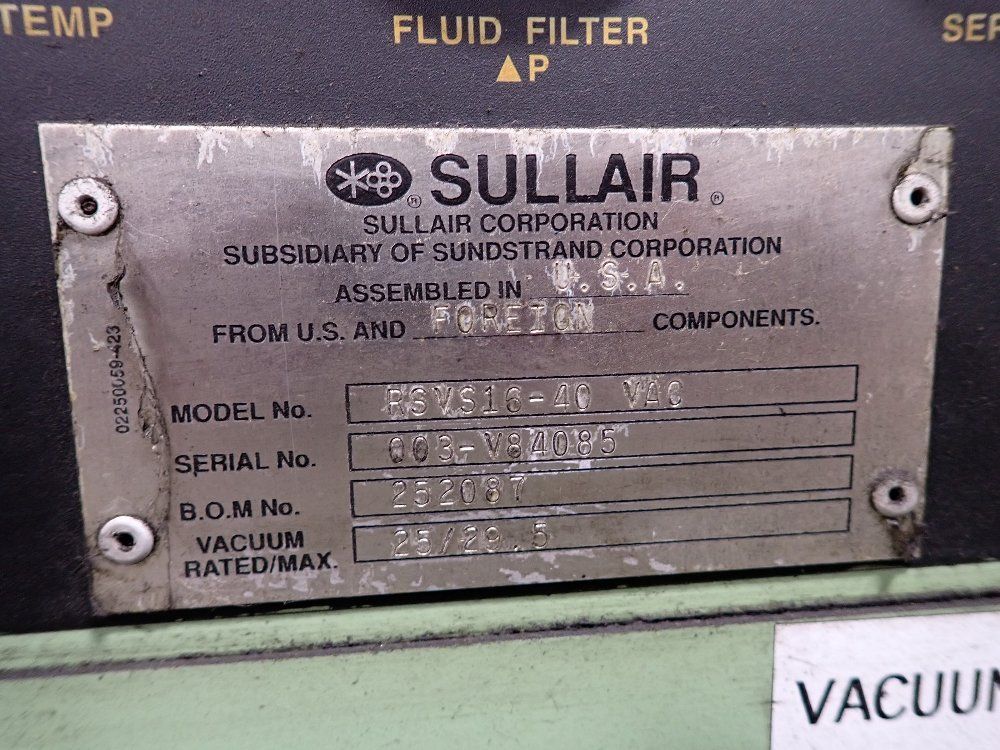 TEMP
FLUID FILTER
▲P
SEP
® SULLAIR ®
SULLAIR CORPORATION
SUBSIDIARY OF SUNDSTRAND CORPORATION
ASSEMBLED IN U.S.A.
FROM U.S. AND FOREIGN COMPONENTS.
02250059-423
MODEL No. RSVS16-40 VAC
SERIAL No. 003-V84085
B.O.M No. 252087
VACUUM
RATED/MAX. 25/29.5
VACUUM